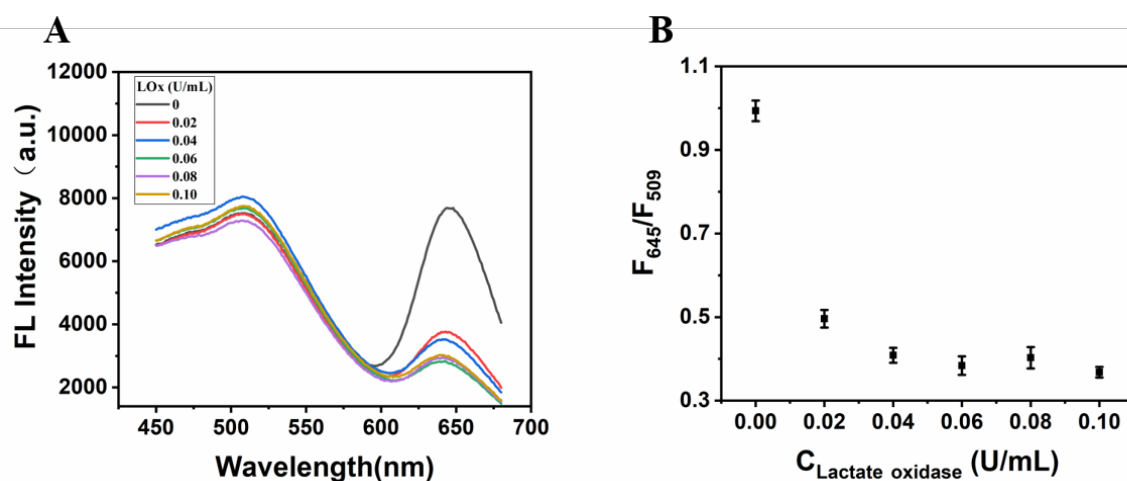 A
12000
10000
8000
6000
4000
2000
FL Intensity（a.u.）
LOx (U/mL)
0
0.02
0.04
0.06
0.08
0.10
450 500 550 600 650 700
Wavelength(nm)
B
1.1
0.9
0.7
0.5
0.3
F645/F509
0.00 0.02 0.04 0.06 0.08 0.10
CLactate oxidase (U/mL)